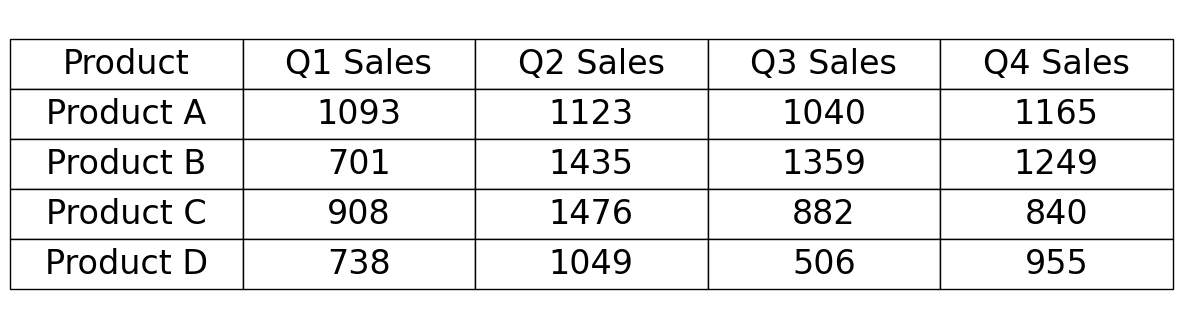 Product Q1 Sales Q2 Sales Q3 Sales Q4 Sales
Product A 1093 1123 1040 1165
Product B 701 1435 1359 1249
Product C 908 1476 882 840
Product D 738 1049 506 955